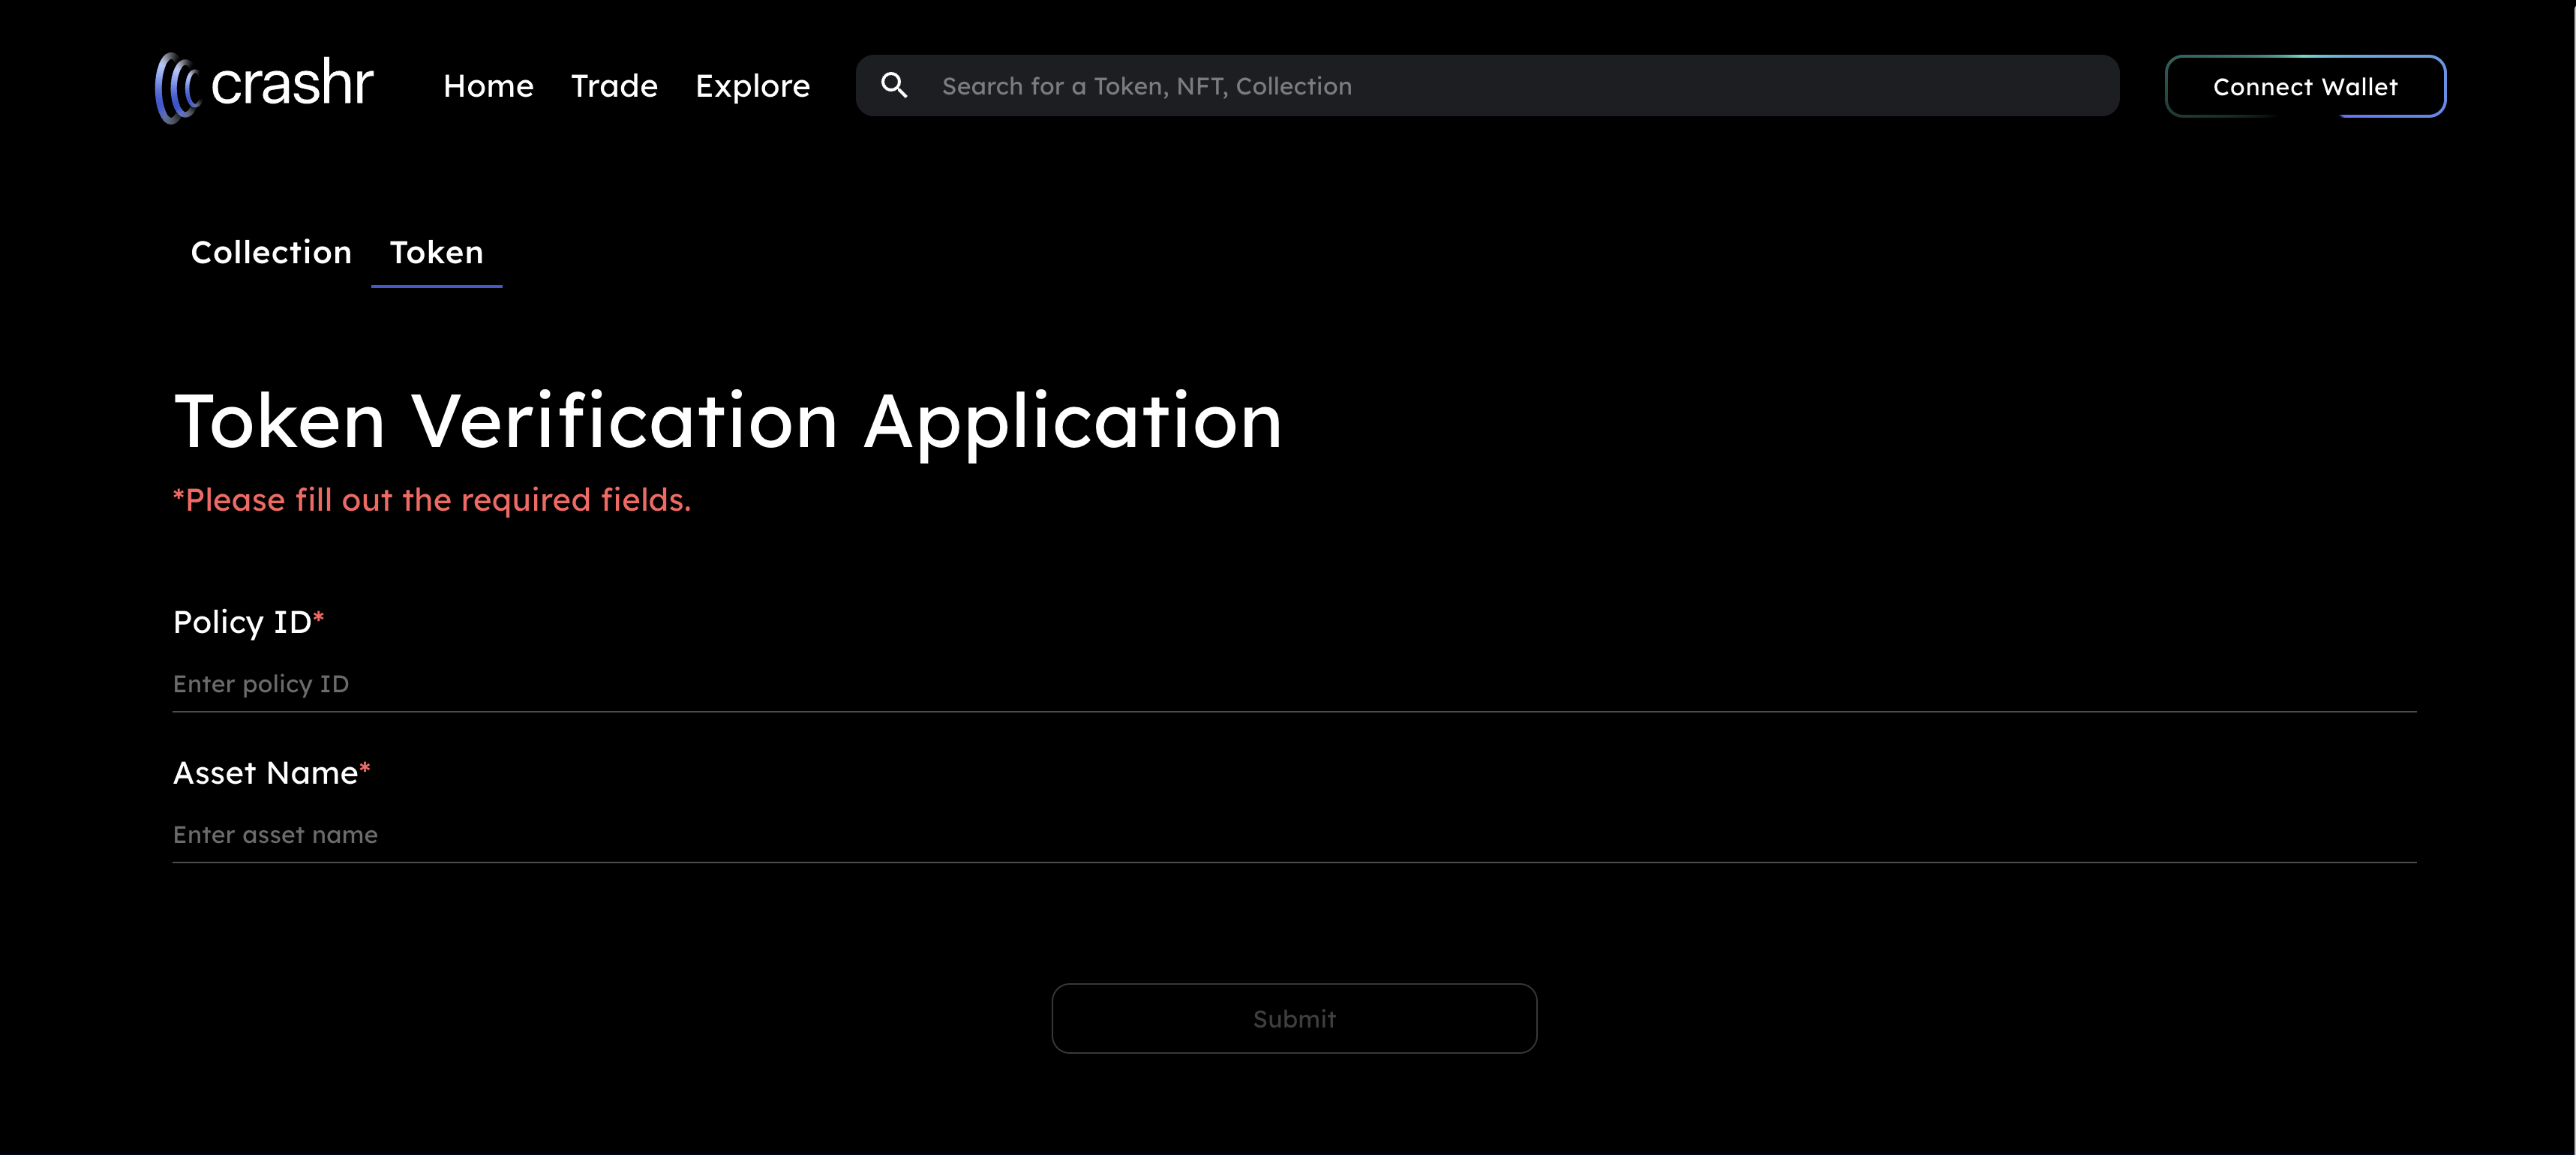 crashr Home Trade Explore Search for a Token, NFT, Collection Connect Wallet
Collection Token
Token Verification Application
*Please fill out the required fields.
Policy ID*
Enter policy ID
Asset Name*
Enter asset name
Submit